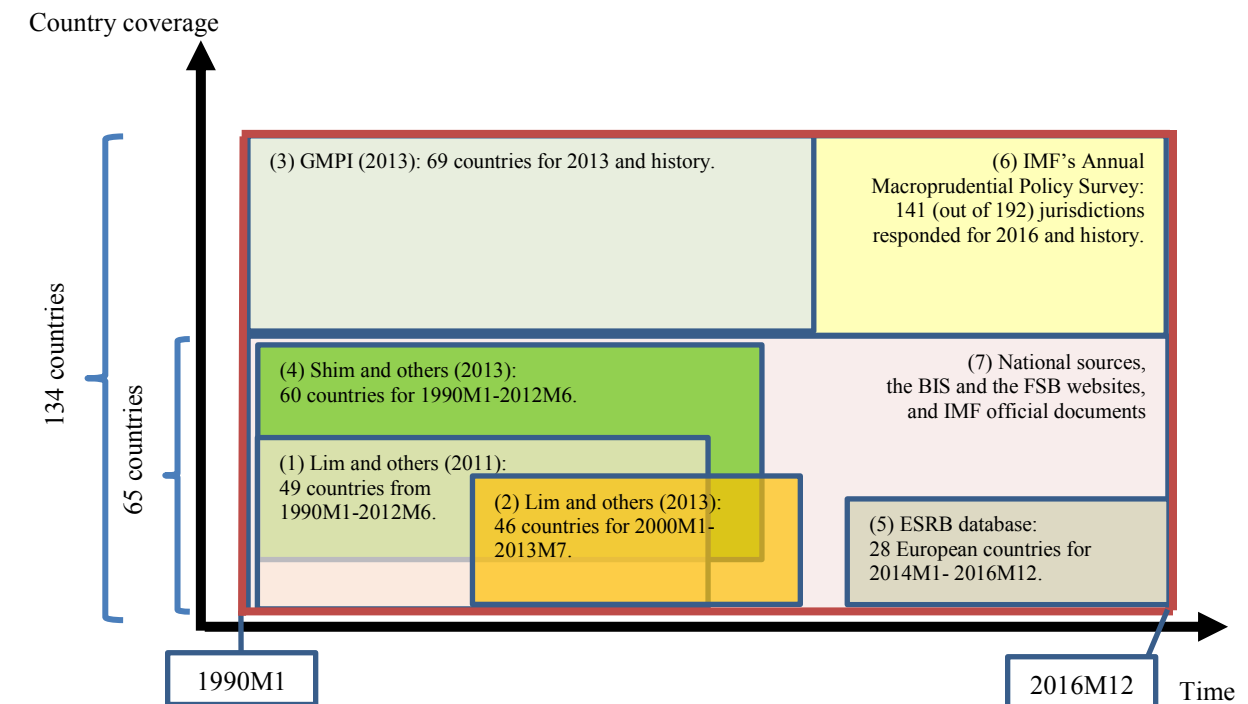 Country coverage
(3) GMPI (2013): 69 countries for 2013 and history.
(6) IMF's Annual
Macroprudential Policy Survey:
141 (out of 192) jurisdictions
responded for 2016 and history.
134 countries
65 countries
(4) Shim and others (2013):
60 countries for 1990M1-2012M6.
(7) National sources,
the BIS and the FSB websites,
and IMF official documents
(1) Lim and others (2011):
49 countries from
1990M1-2012M6.
(2) Lim and others (2013):
46 countries for 2000M1-
2013M7.
(5) ESRB database:
28 European countries for
2014M1- 2016M12.
1990M1
2016M12
Time